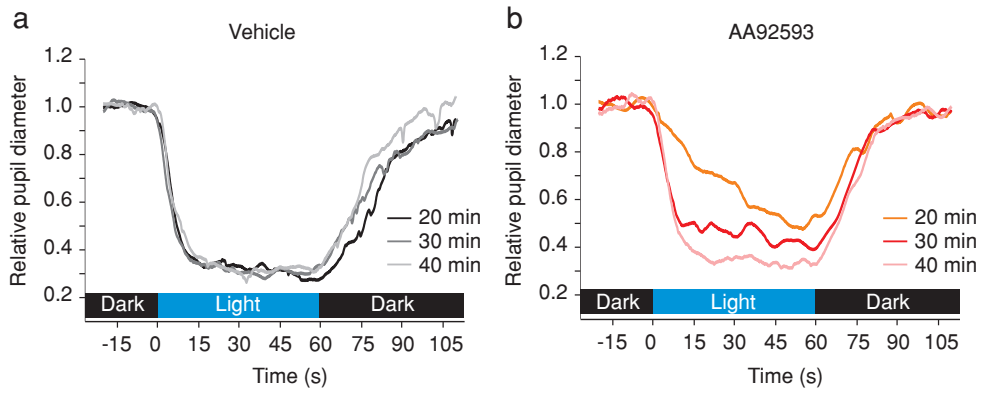 a
Vehicle
Relative pupil diameter
1.2
1.0
0.8
0.6
0.4
0.2
20 min
30 min
40 min
Dark Light Dark
-15 0 15 30 45 60 75 90 105
Time (s)
b
AA92593
Relative pupil diameter
1.2
1.0
0.8
0.6
0.4
0.2
20 min
30 min
40 min
Dark Light Dark
-15 0 15 30 45 60 75 90 105
Time (s)